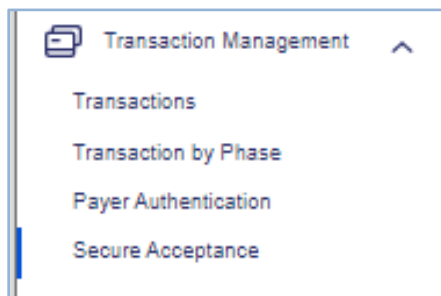 Transaction Management
Transactions
Transaction by Phase
Payer Authentication
Secure Acceptance